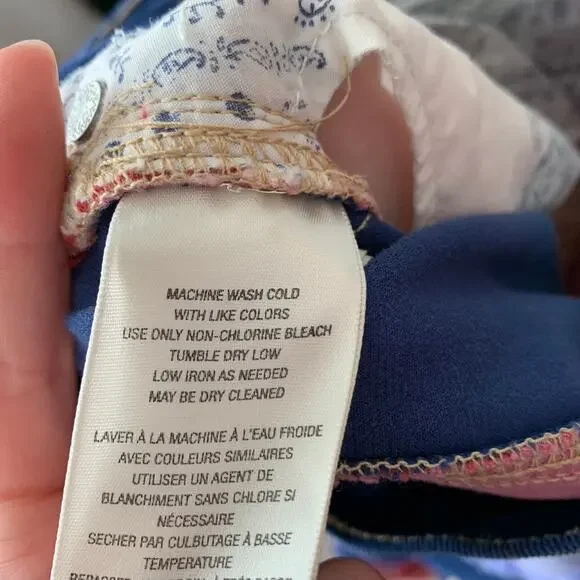 MACHINE WASH COLD
WITH LIKE COLORS
USE ONLY NON-CHLORINE BLEACH
TUMBLE DRY LOW
LOW IRON AS NEEDED
MAY BE DRY CLEANED
LAVER À LA MACHINE À L'EAU FROIDE
AVEC COULEURS SIMILAIRES
UTILISER UN AGENT DE
BLANCHIMENT SANS CHLORE SI
NÉCESSAIRE
SECHER PAR CULBUTAGE À BASSE
TEMPERATURE